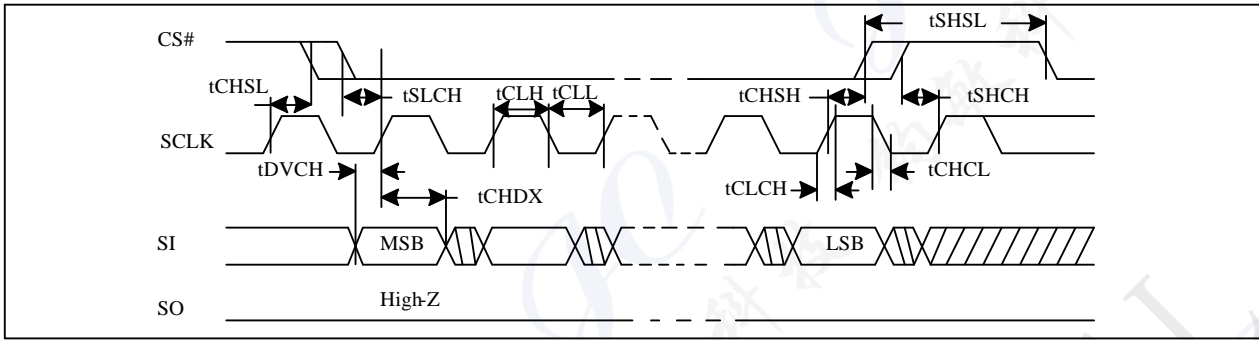 tSHSL
CS#
tCHSL
tSLCH
tCLH
tCLL
tCHSH
tSHCH
SCLK
tDVCH
tCHDX
tCLCH
tCHCL
SI
MSB
LSB
SO
High-Z